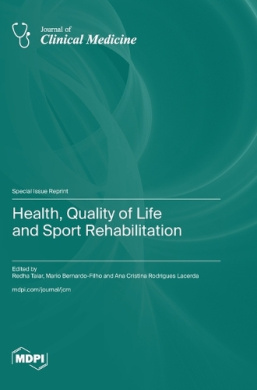 Journal of
Clinical Medicine
Special Issue Reprint
Health, Quality of Life
and Sport Rehabilitation
Edited by
Redha Taiar, Mario Bernardo-Filho and Ana Cristina Rodrigues Lacerda
mdpi.com/journal/jcm
MDPI